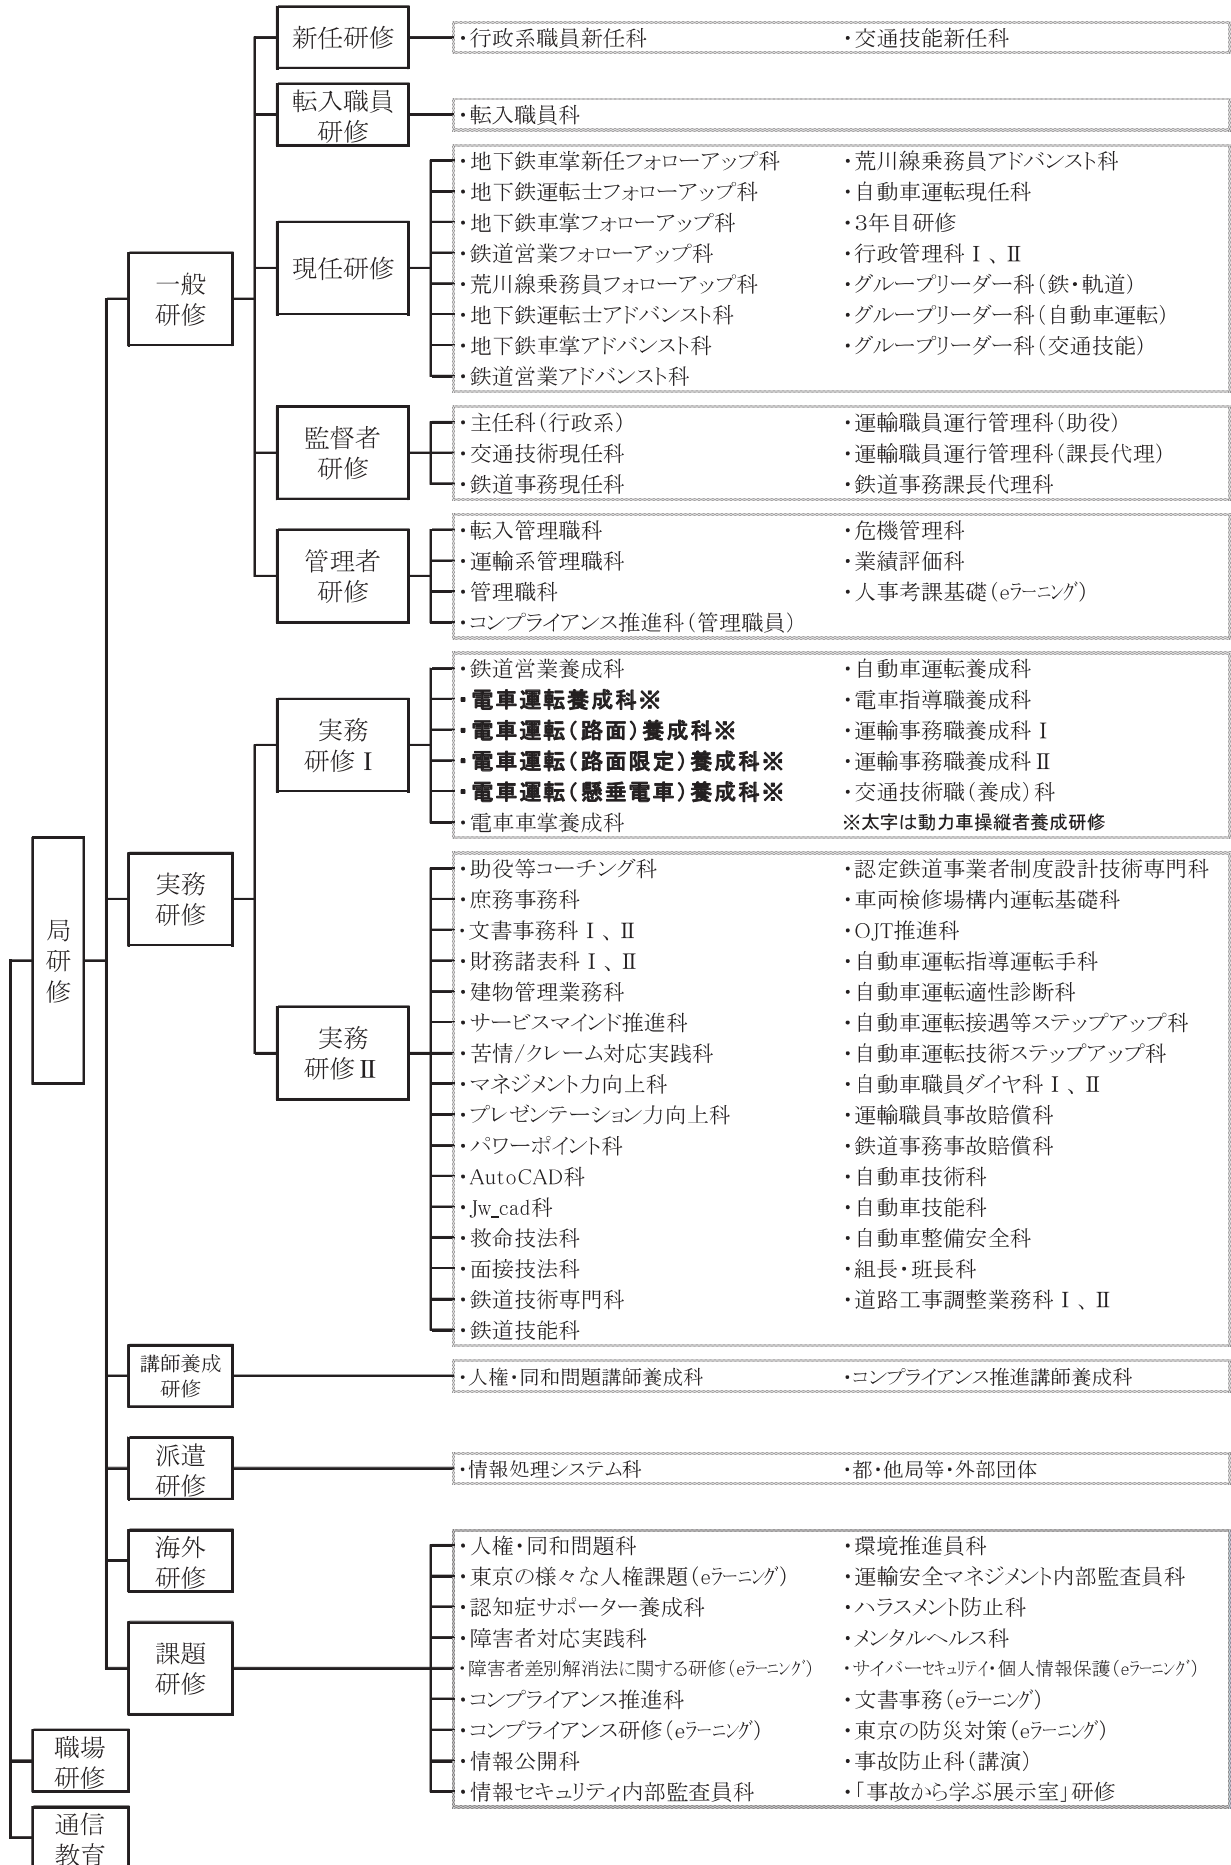 新任研修
・行政系職員新任科
・交通技能新任科
転入職員
研修
・転入職員科
一般
研修
現任研修
・地下鉄車掌新任フォローアップ科
・荒川線乗務員アドバンスト科
・地下鉄運転士フォローアップ科
・自動車運転現任科
・地下鉄車掌フォローアップ科
・3年目研修
・鉄道営業フォローアップ科
・行政管理科Ⅰ、Ⅱ
・荒川線乗務員フォローアップ科
・グループリーダー科(鉄・軌道)
・地下鉄運転士アドバンスト科
・グループリーダー科(自動車運転)
・地下鉄車掌アドバンスト科
・グループリーダー科(交通技能)
・鉄道営業アドバンスト科
監督者
研修
・主任科(行政系)
・運輸職員運行管理科(助役)
・交通技術現任科
・運輸職員運行管理科(課長代理)
・鉄道事務現任科
・鉄道事務課長代理科
管理者
研修
・転入管理職科
・危機管理科
・運輸系管理職科
・業績評価科
・管理職科
・人事考課基礎(eラーニング)
・コンプライアンス推進科(管理職員)
局
研
修
実務
研修
実務
研修Ⅰ
・鉄道営業養成科
・自動車運転養成科
・電車運転養成科※
・電車指導職養成科
・電車運転(路面)養成科※
・運輸事務職養成科Ⅰ
・電車運転(路面限定)養成科※
・運輸事務職養成科Ⅱ
・電車運転(懸垂電車)養成科※
・交通技術職(養成)科
・電車車掌養成科
※太字は動力車操縦者養成研修
実務
研修Ⅱ
・助役等コーチング科
・認定鉄道事業者制度設計技術専門科
・庶務事務科
・車両検修場構内運転基礎科
・文書事務科Ⅰ、Ⅱ
・OJT推進科
・財務諸表科Ⅰ、Ⅱ
・自動車運転指導運転手科
・建物管理業務科
・自動車運転適性診断科
・サービスマインド推進科
・自動車運転接遇等ステップアップ科
・苦情/クレーム対応実践科
・自動車運転技術ステップアップ科
・マネジメント力向上科
・自動車職員ダイヤ科Ⅰ、Ⅱ
・プレゼンテーション力向上科
・運輸職員事故賠償科
・パワーポイント科
・鉄道事務事故賠償科
・AutoCAD科
・自動車技術科
・Jw_cad科
・自動車技能科
・救命技法科
・自動車整備安全科
・面接技法科
・組長・班長科
・鉄道技術専門科
・道路工事調整業務科Ⅰ、Ⅱ
・鉄道技能科
講師養成
研修
・人権・同和問題講師養成科
・コンプライアンス推進講師養成科
派遣
研修
・情報処理システム科
・都・他局等・外部団体
海外
研修
課題
研修
・人権・同和問題科
・環境推進員科
・東京の様々な人権課題(eラーニング)
・運輸安全マネジメント内部監査員科
・認知症サポーター養成科
・ハラスメント防止科
・障害者対応実践科
・メンタルヘルス科
・障害者差別解消法に関する研修(eラーニング)
・サイバーセキュリティ・個人情報保護(eラーニング)
・コンプライアンス推進科
・文書事務(eラーニング)
・コンプライアンス研修(eラーニング)
・東京の防災対策(eラーニング)
・情報公開科
・事故防止科(講演)
・情報セキュリティ内部監査員科
・「事故から学ぶ展示室」研修
職場
研修
通信
教育